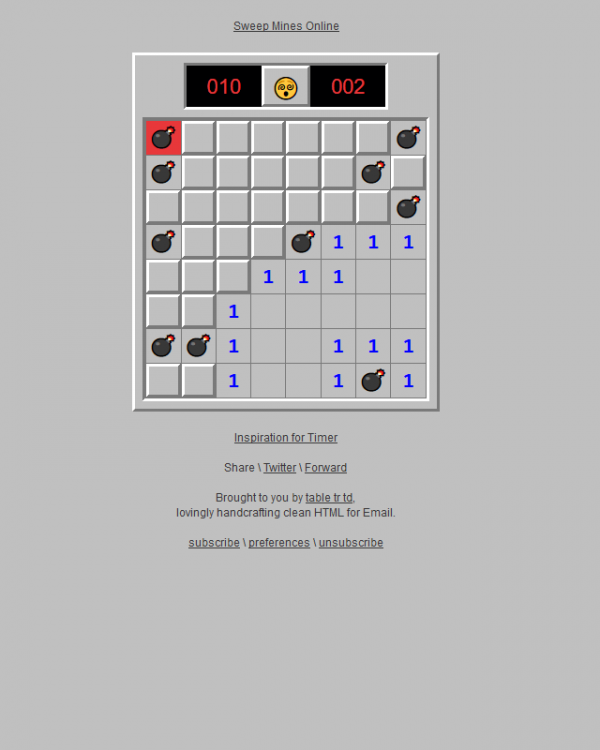 Sweep Mines Online
010 002
1 1 1
1 1 1
1
1 1 1 1
1 1 1
Inspiration for Timer
Share \ Twitter \ Forward
Brought to you by table tr td,
lovingly handcrafting clean HTML for Email.
subscribe \ preferences \ unsubscribe